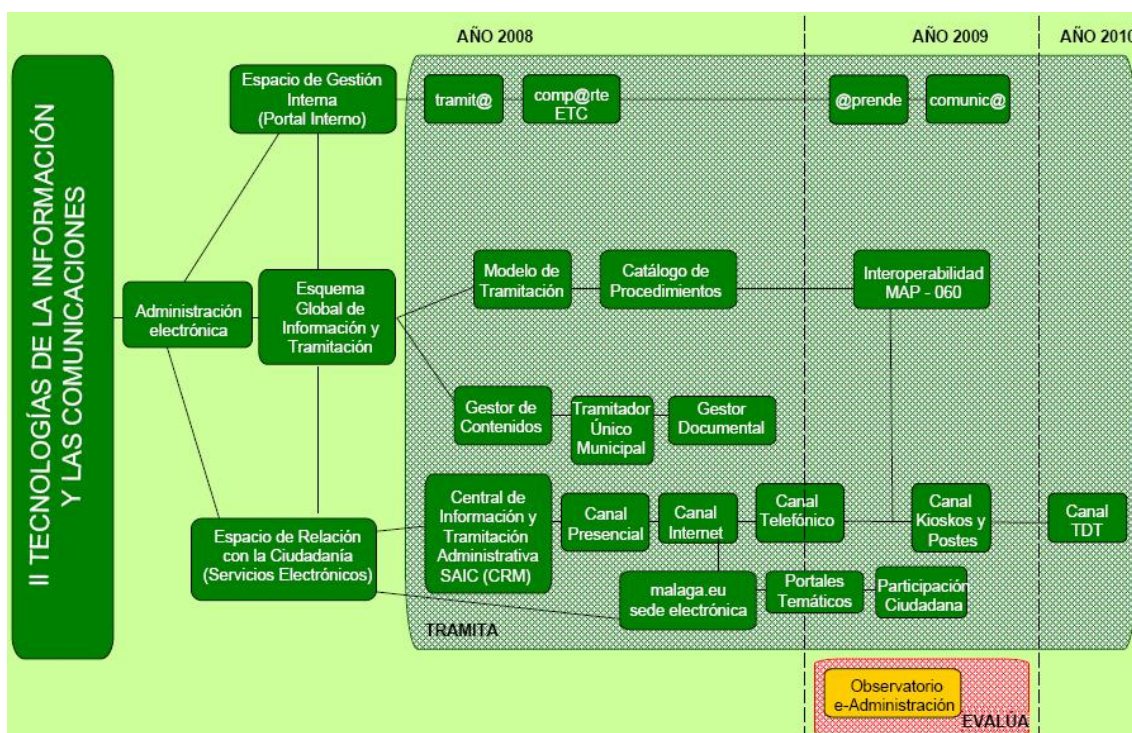 AÑO 2008
AÑO 2009
AÑO 2010
II TECNOLOGÍAS DE LA INFORMACIÓN
Y LAS COMUNICACIONES
Espacio de Gestión
Interna
(Portal Interno)
tramit@
comp@rte
ETC
@prende
comunic@
Administración
electrónica
Esquema
Global de
Información y
Tramitación
Modelo de
Tramitación
Catálogo de
Procedimientos
Interoperabilidad
MAP - 060
Gestor de
Contenidos
Tramitador
Único
Municipal
Gestor
Documental
Espacio de Relación
con la Ciudadanía
(Servicios Electrónicos)
Central de
Información y
Tramitación
Administrativa
SAIC (CRM)
Canal
Presencial
Canal
Internet
Canal
Telefónico
Canal
Kioskos y
Postes
Canal
TDT
malaga.eu
sede electrónica
Portales
Temáticos
Participación
Ciudadana
TRAMITA
Observatorio
e-Administración
EVALÚA